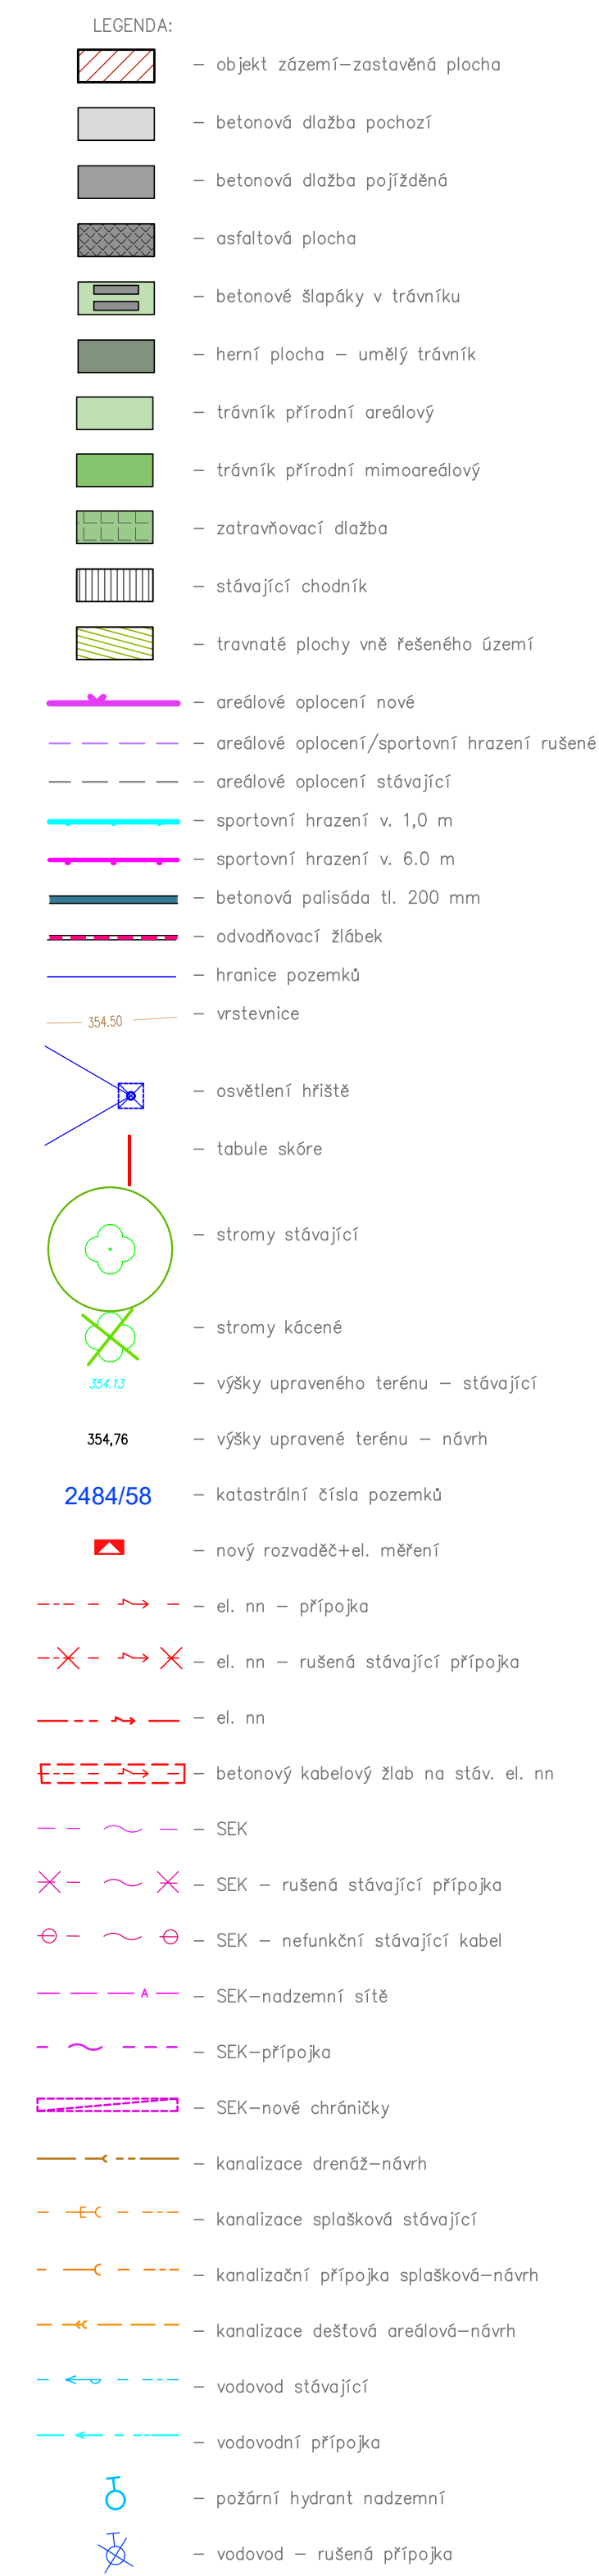 LEGENDA:
– objekt zázemí–zastavěná plocha
– betonová dlažba pochozí
– betonová dlažba pojížděná
– asfaltová plocha
– betonové šlapáky v trávníku
– herní plocha – umělý trávník
– trávník přírodní areálový
– trávník přírodní mimoareálový
– zatravňovací dlažba
– stávající chodník
– travnaté plochy vně řešeného území
– areálové oplocení nové
– areálové oplocení/sportovní hrazení rušené
– areálové oplocení stávající
– sportovní hrazení v. 1,0 m
– sportovní hrazení v. 6.0 m
– betonová palisáda tl. 200 mm
– odvodňovací žlábek
– hranice pozemků
354.50 – vrstevnice
– osvětlení hřiště
– tabule skóre
– stromy stávající
– stromy kácené
354.13 – výšky upraveného terénu – stávající
354,76 – výšky upravené terénu – návrh
2484/58 – katastrální čísla pozemků
– nový rozvaděč+el. měření
– el. nn – přípojka
– el. nn – rušená stávající přípojka
– el. nn
– betonový kabelový žlab na stáv. el. nn
– SEK
– SEK – rušená stávající přípojka
– SEK – nefunkční stávající kabel
A – SEK–nadzemní sítě
– SEK–přípojka
– SEK–nové chráničky
– kanalizace drenáž–návrh
– kanalizace splašková stávající
– kanalizační přípojka splašková–návrh
– kanalizace dešťová areálová–návrh
– vodovod stávající
– vodovodní přípojka
– požární hydrant nadzemní
– vodovod – rušená přípojka